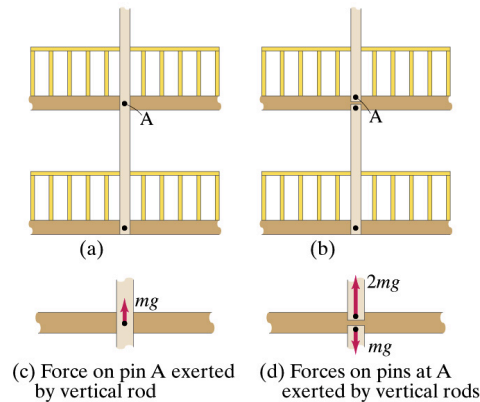 A
A
(a)
(b)
mg
2mg
mg
(c) Force on pin A exerted
by vertical rod
(d) Forces on pins at A
exerted by vertical rods